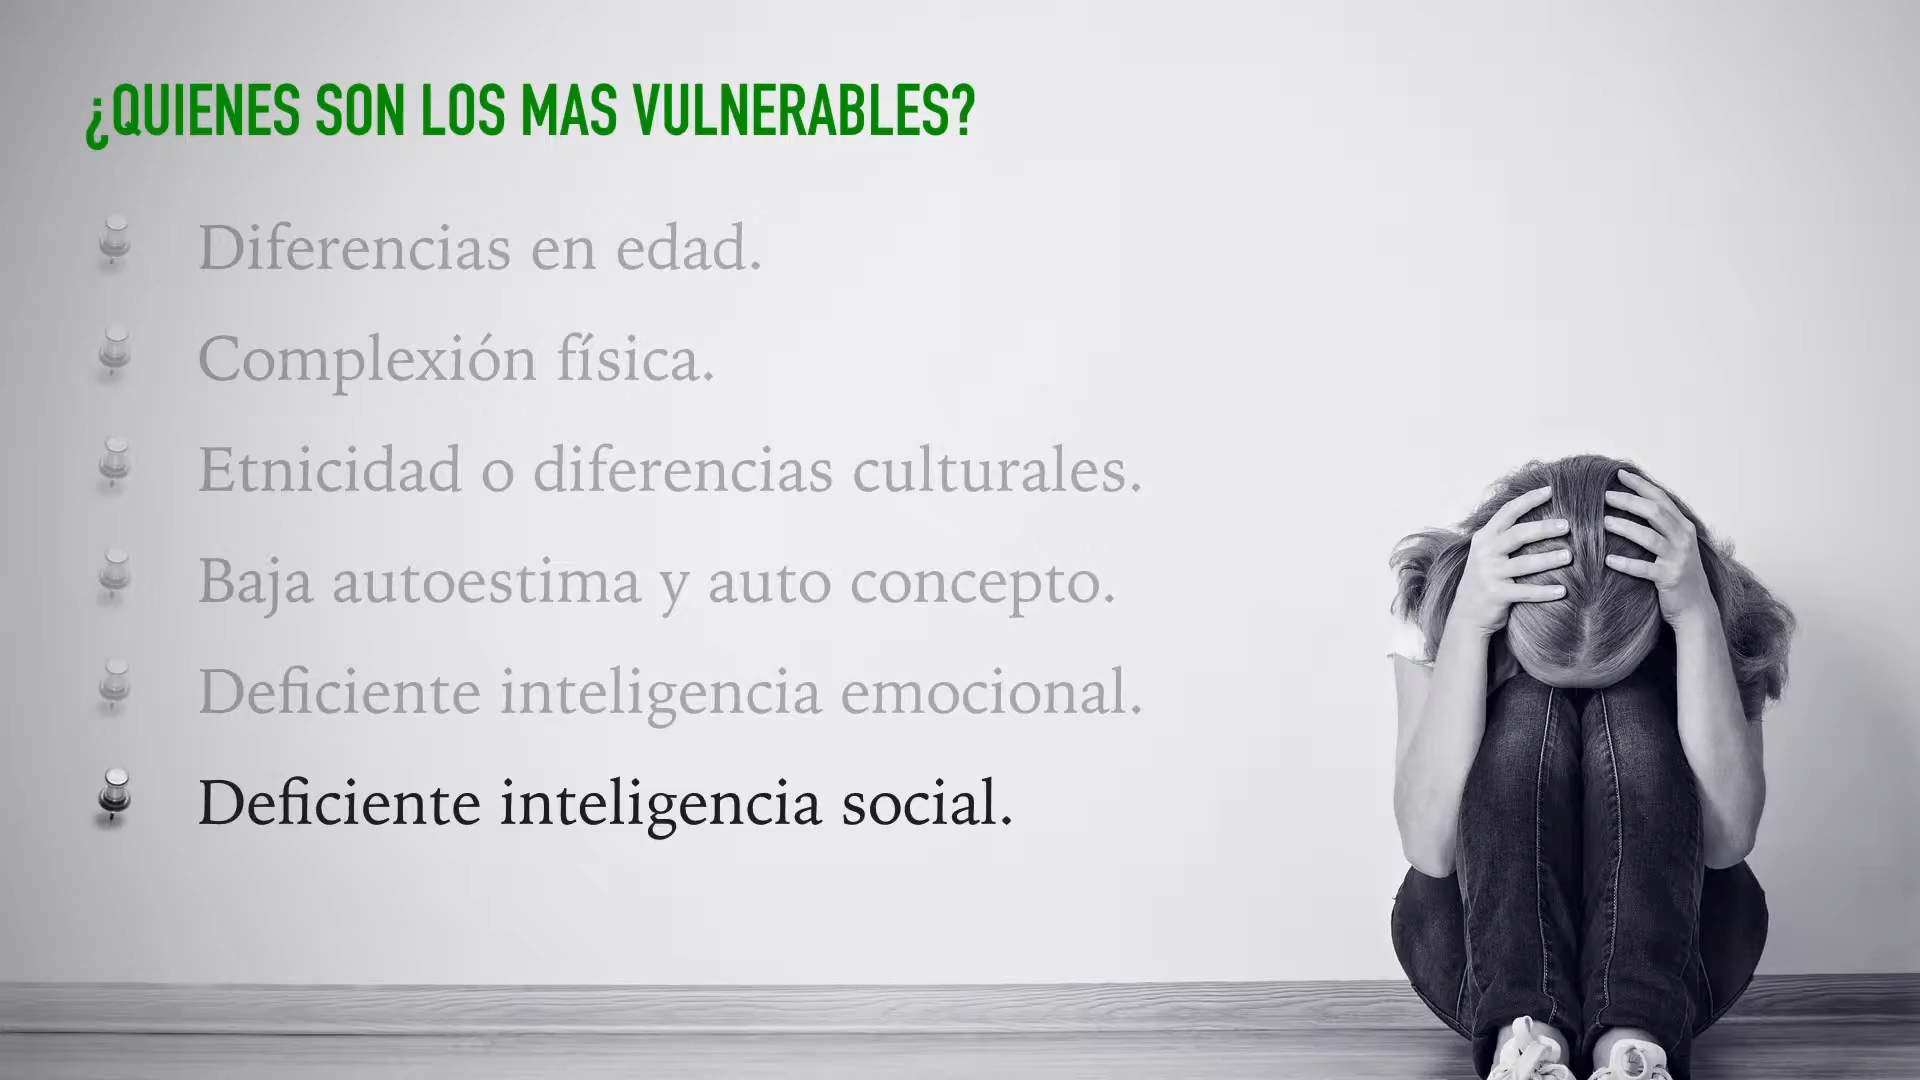 ¿QUIENES SON LOS MAS VULNERABLES?
Diferencias en edad.
Complexión física.
Etnicidad o diferencias culturales.
Baja autoestima y auto concepto.
Deficiente inteligencia emocional.
Deficiente inteligencia social.